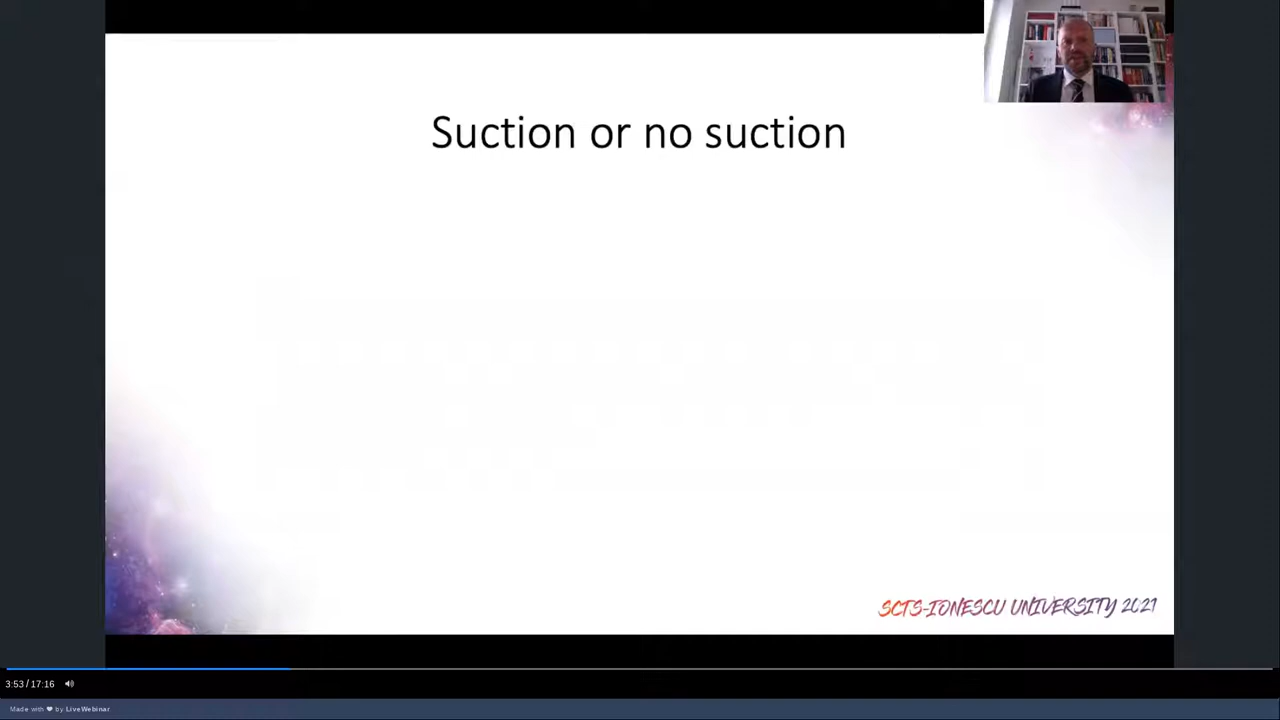 Suction or no suction
SCTS-IONESCU UNIVERSITY 2021
3:53 / 17:16
Made with ❤ by LiveWebinar